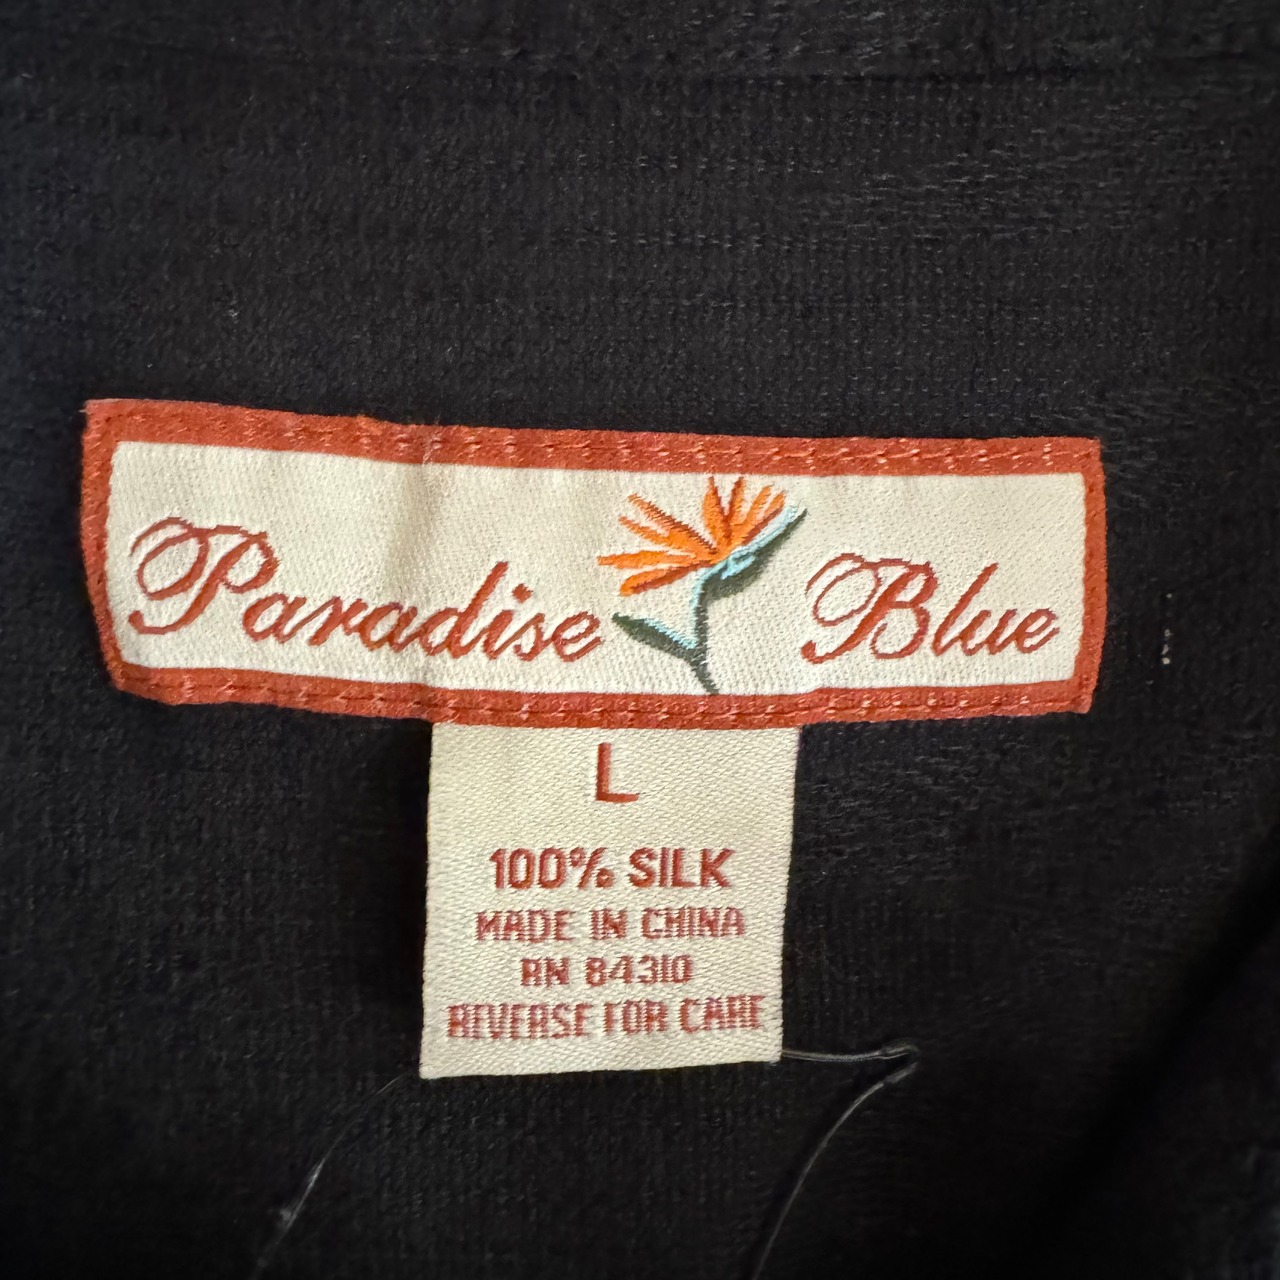 Paradise Blue
L
100% SILK
MADE IN CHINA
RN 84310
REVERSE FOR CARE